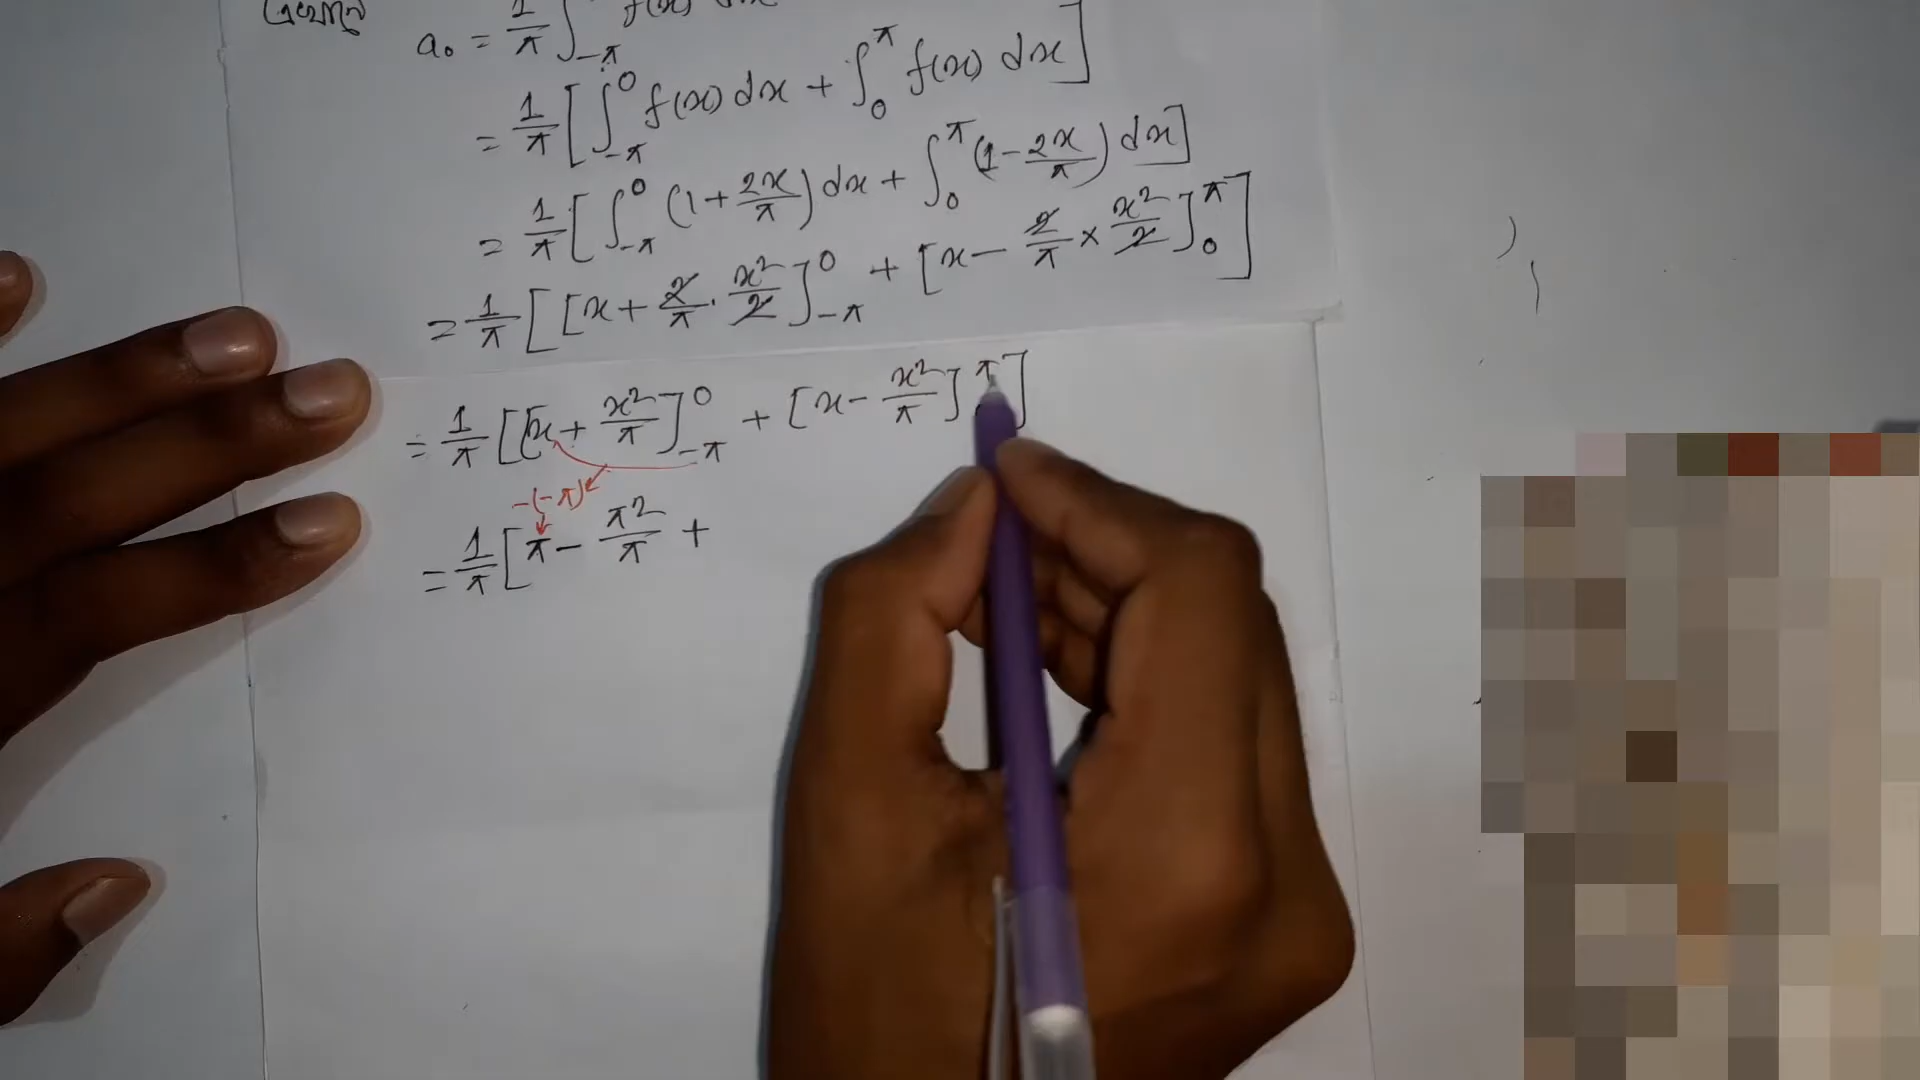 এখানে a₀ = 1/π ∫_{-π} f(x) dx
= 1/π [∫_{-π}^{0} f(x) dx + ∫_{0}^{π} f(x) dx]
= 1/π [∫_{-π}^{0} (1 + 2x/π) dx + ∫_{0}^{π} (1 - 2x/π) dx]
= 1/π [[x + 2/π · x²/2]_{-π}^{0} + [x - 2/π × x²/2]_{0}^{π}]
= 1/π [[x + x²/π]_{-π}^{0} + [x - x²/π]^{π}]
-(-π)
= 1/π [π - π²/π +